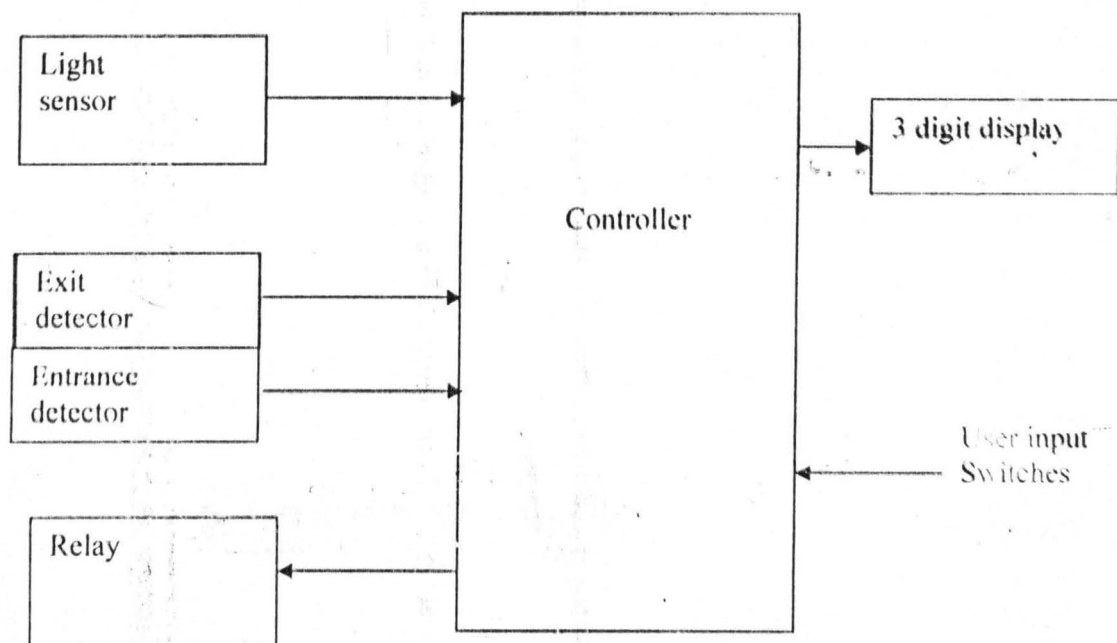 Light
sensor
3 digit display
Controller
Exit
detector
Entrance
detector
User input
Switches
Relay